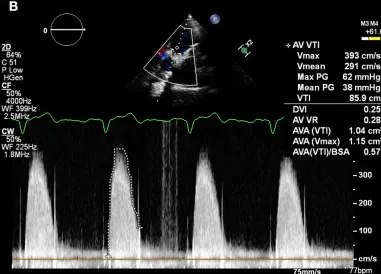 B
0
M3 M4
+61.6
2D
64%
C 51
P Low
HGen
CF
50%
4000Hz
WF 399Hz
2.5MHz
CW
50%
WF 225Hz
1.8MHz
AV VTI
Vmax 393 cm/s
Vmean 291 cm/s
Max PG 62 mmHg
Mean PG 38 mmHg
VTI 85.9 cm
DVI 0.25
AV VR 0.28
AVA (VTI) 1.04 cm²
AVA (Vmax) 1.15 cm²
AVA(VTI)/BSA 0.57
300
200
100
cm/s
75mm/s
77bpm